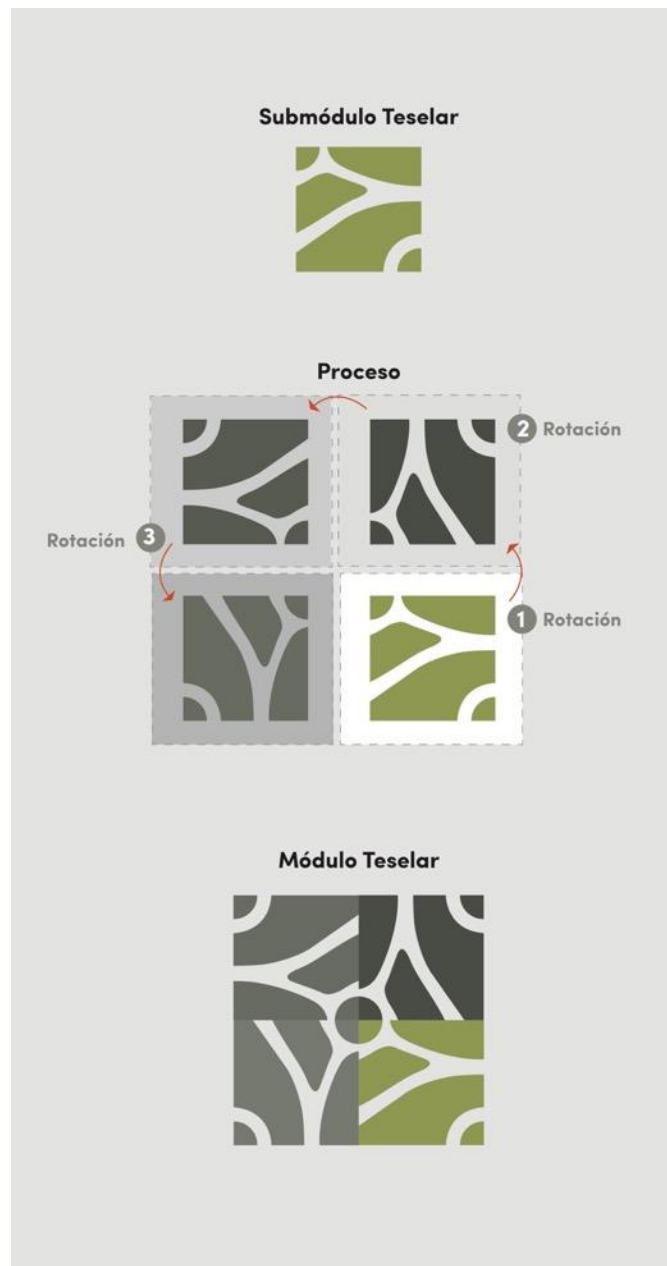 Submódulo Teselar
Proceso
2 Rotación
Rotación 3
1 Rotación
Módulo Teselar